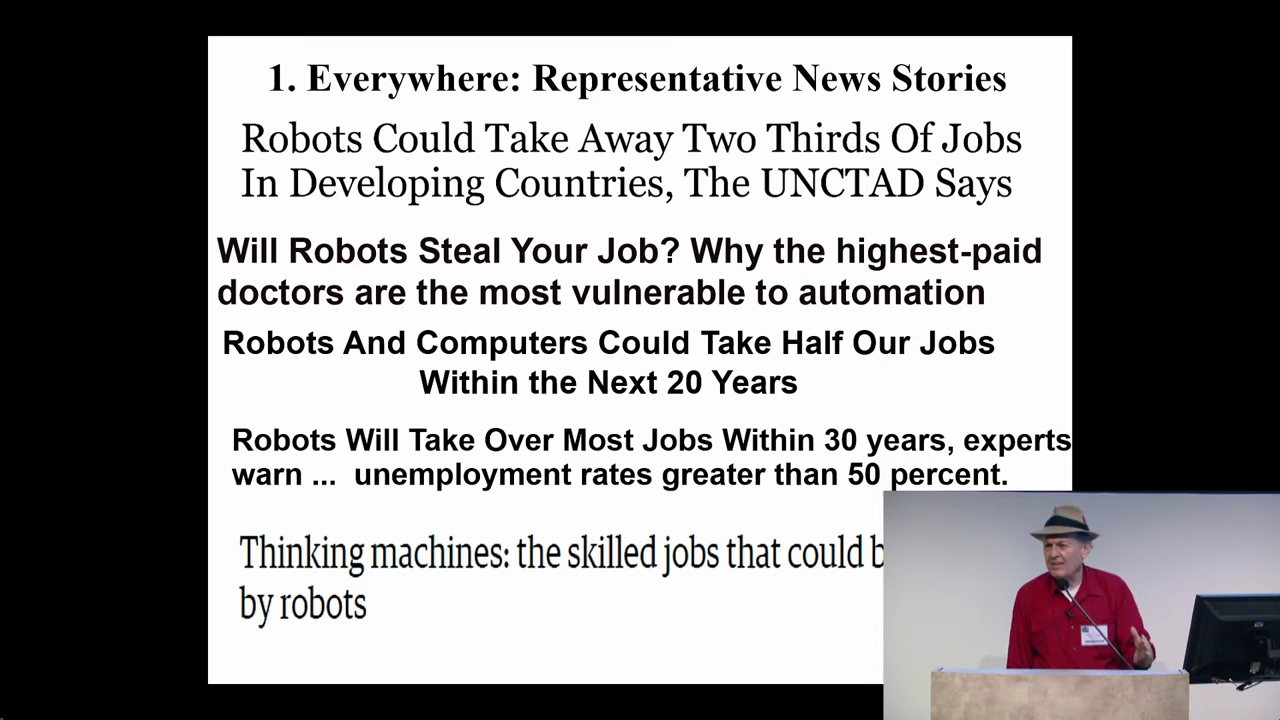 1. Everywhere: Representative News Stories
Robots Could Take Away Two Thirds Of Jobs
In Developing Countries, The UNCTAD Says
Will Robots Steal Your Job? Why the highest-paid
doctors are the most vulnerable to automation
Robots And Computers Could Take Half Our Jobs
Within the Next 20 Years
Robots Will Take Over Most Jobs Within 30 years, experts
warn ... unemployment rates greater than 50 percent.
Thinking machines: the skilled jobs that could
by robots